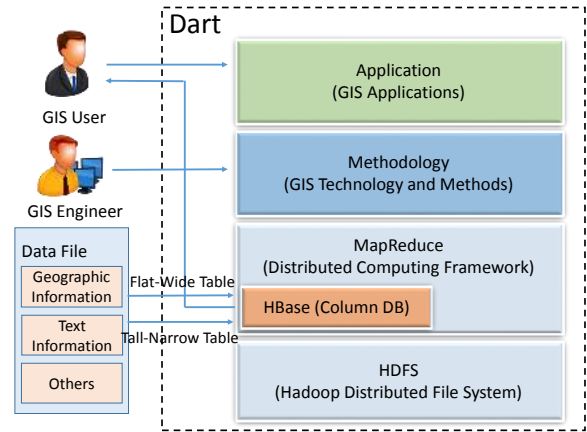 Dart
Application
(GIS Applications)
GIS User
Methodology
(GIS Technology and Methods)
GIS Engineer
Data File
Geographic
Information
Flat-Wide Table
MapReduce
(Distributed Computing Framework)
HBase (Column DB)
Text
Information
Tall-Narrow Table
Others
HDFS
(Hadoop Distributed File System)